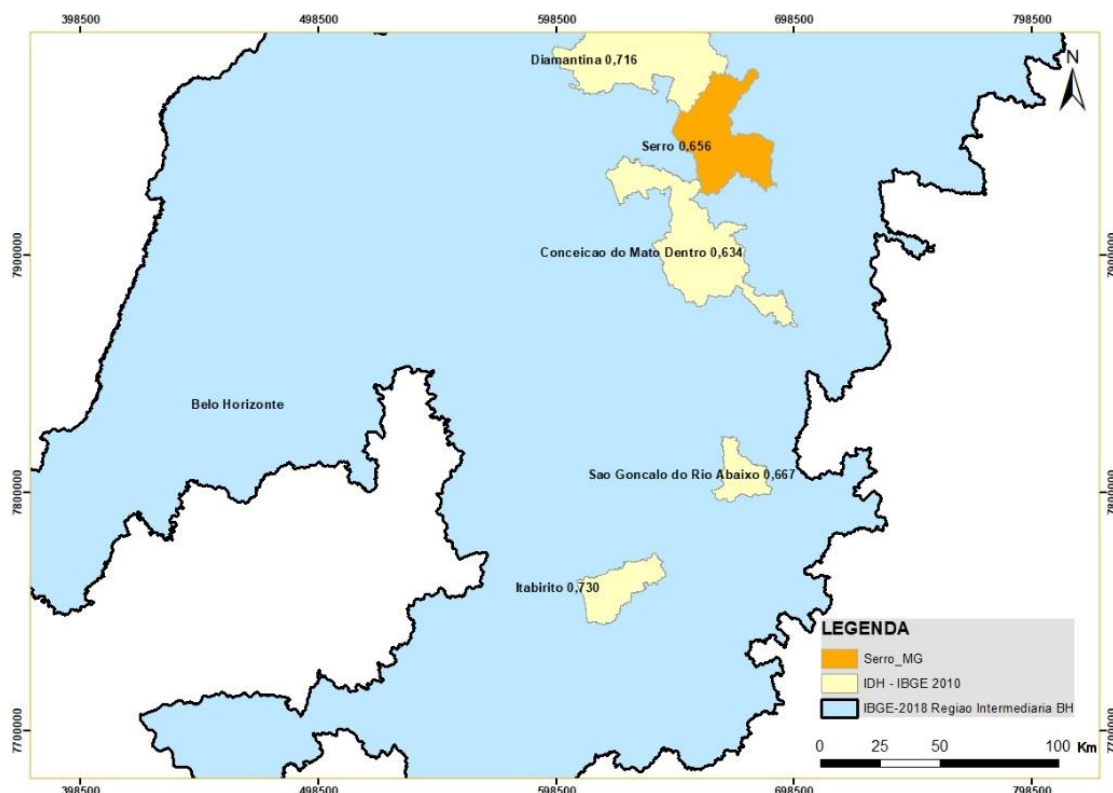 398500 498500 598500 698500 798500
N
Diamantina 0,716
Serro 0,656
7900000 7900000
Conceicao do Mato Dentro 0,634
Belo Horizonte
Sao Goncalo do Rio Abaixo 0,667
7800000 7800000
Itabirito 0,730
LEGENDA
Serro_MG
IDH - IBGE 2010
IBGE-2018 Regiao Intermediaria BH
7700000 7700000
0 25 50 100 Km
398500 498500 598500 698500 798500